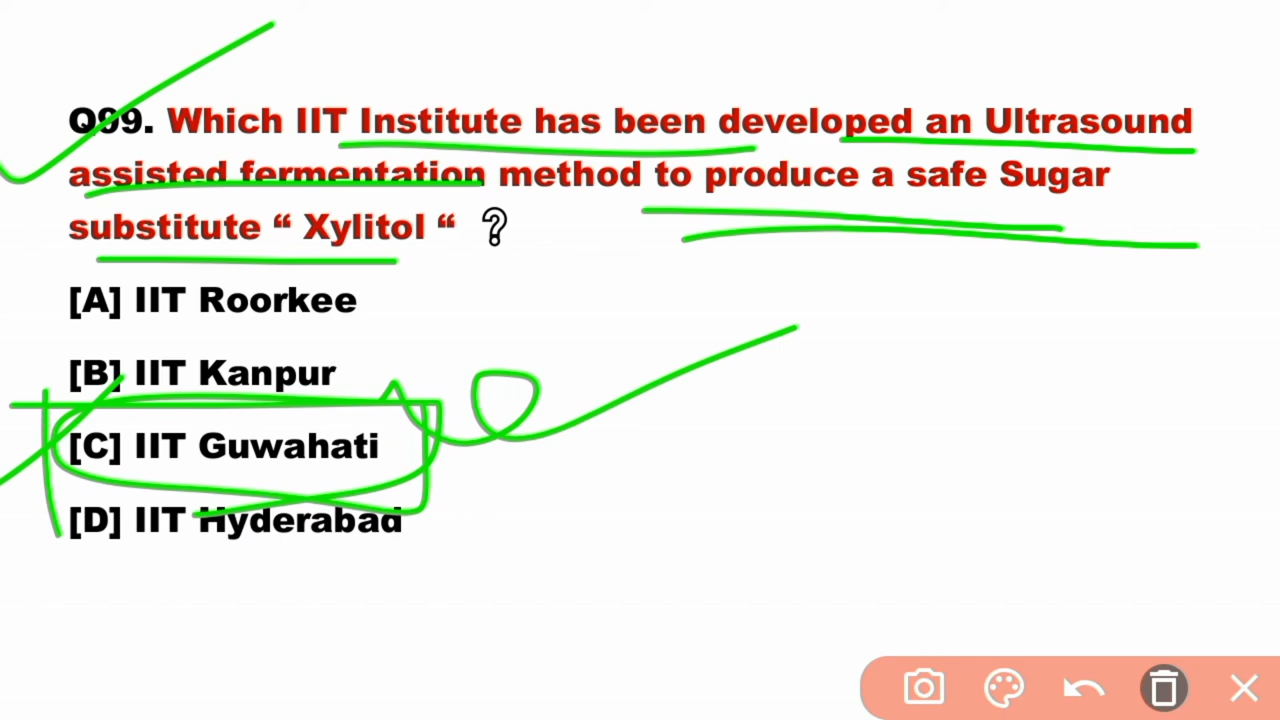 Q99. Which IIT Institute has been developed an Ultrasound
assisted fermentation method to produce a safe Sugar
substitute “ Xylitol “ ?
[A] IIT Roorkee
[B] IIT Kanpur
[C] IIT Guwahati
[D] IIT Hyderabad